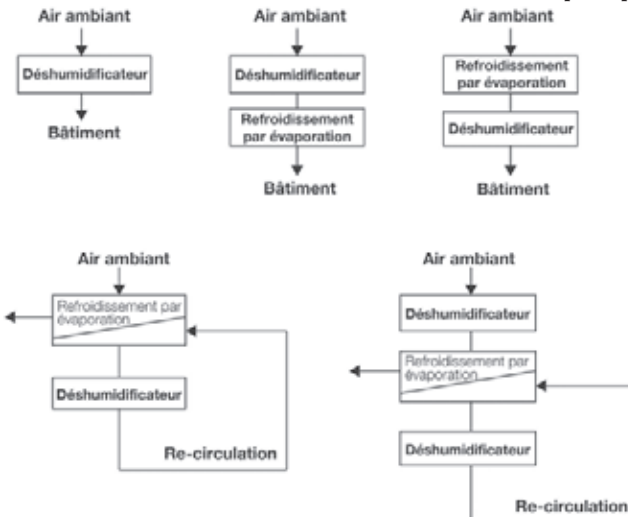 Air ambiant
Déshumidificateur
Bâtiment
Air ambiant
Déshumidificateur
Refroidissement
par évaporation
Bâtiment
Air ambiant
Refroidissement
par évaporation
Déshumidificateur
Bâtiment
Air ambiant
Refroidissement par
évaporation
Déshumidificateur
Re-circulation
Air ambiant
Déshumidificateur
Refroidissement par
évaporation
Déshumidificateur
Re-circulation